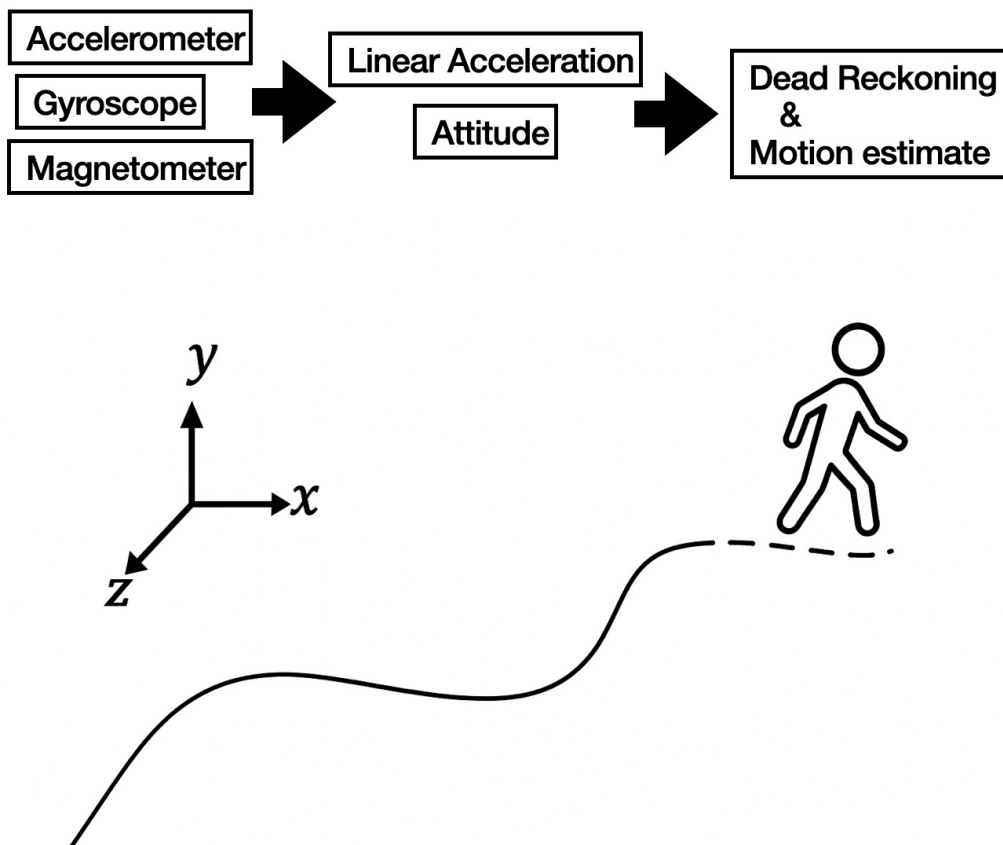 Accelerometer
Gyroscope
Magnetometer
Linear Acceleration
Attitude
Dead Reckoning
&
Motion estimate
y
x
z